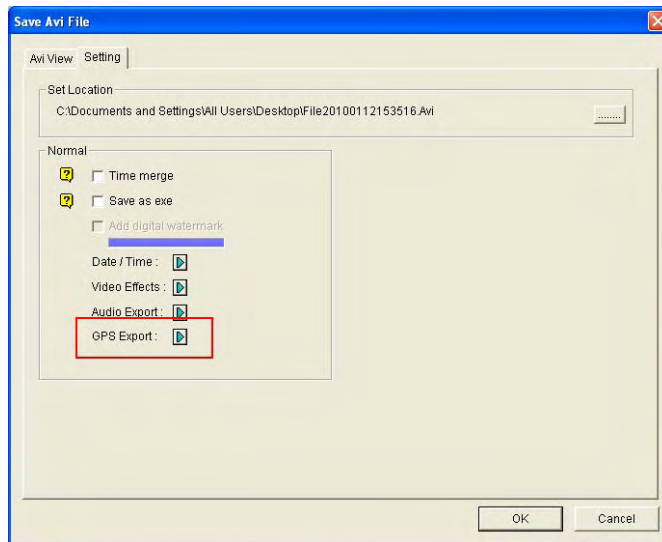 Save Avi File
Avi View Setting
Set Location
C:\Documents and Settings\All Users\Desktop\File20100112153516.Avi
........
Normal
? Time merge
? Save as exe
Add digital watermark
Date / Time :
Video Effects :
Audio Export :
GPS Export :
OK Cancel